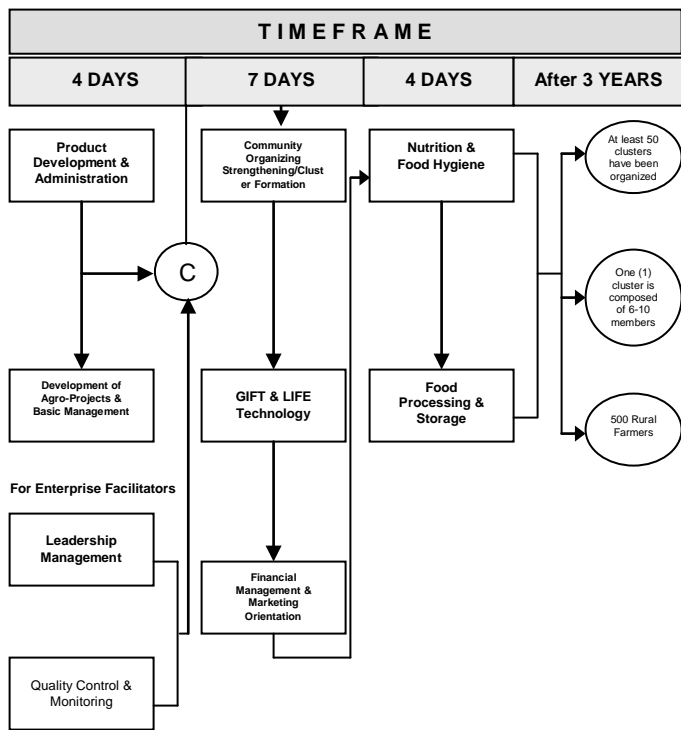 TIMEFRAME
4 DAYS
7 DAYS
4 DAYS
After 3 YEARS
Product
Development &
Administration
Community
Organizing
Strengthening/Clust
er Formation
Nutrition &
Food Hygiene
At least 50
clusters
have been
organized
C
One (1)
cluster is
composed
of 6-10
members
Development of
Agro-Projects &
Basic Management
GIFT & LIFE
Technology
Food
Processing &
Storage
500 Rural
Farmers
For Enterprise Facilitators
Leadership
Management
Financial
Management &
Marketing
Orientation
Quality Control &
Monitoring